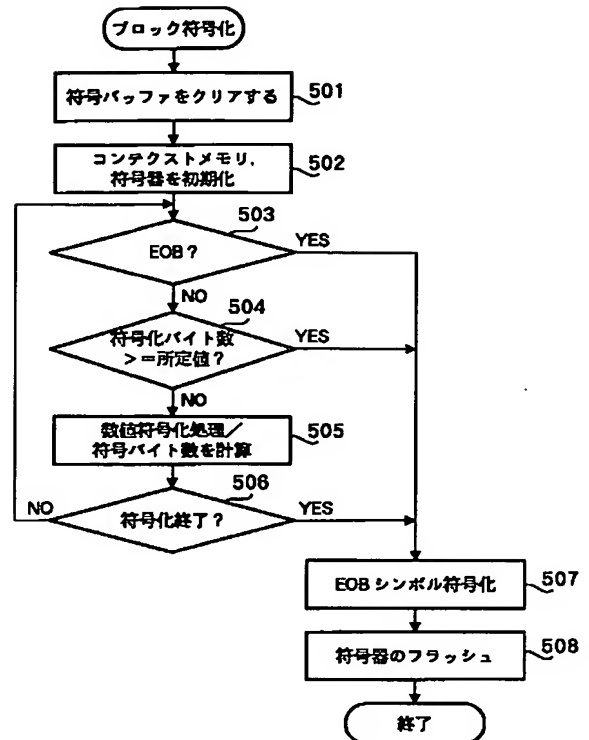 ブロック符号化
符号バッファをクリアする
501
コンテクストメモリ,
符号器を初期化
502
503
EOB?
YES
NO
504
符号化バイト数
>=所定値?
YES
NO
数値符号化処理/
符号バイト数を計算
505
506
NO
符号化終了?
YES
EOBシンボル符号化
507
符号器のフラッシュ
508
終了